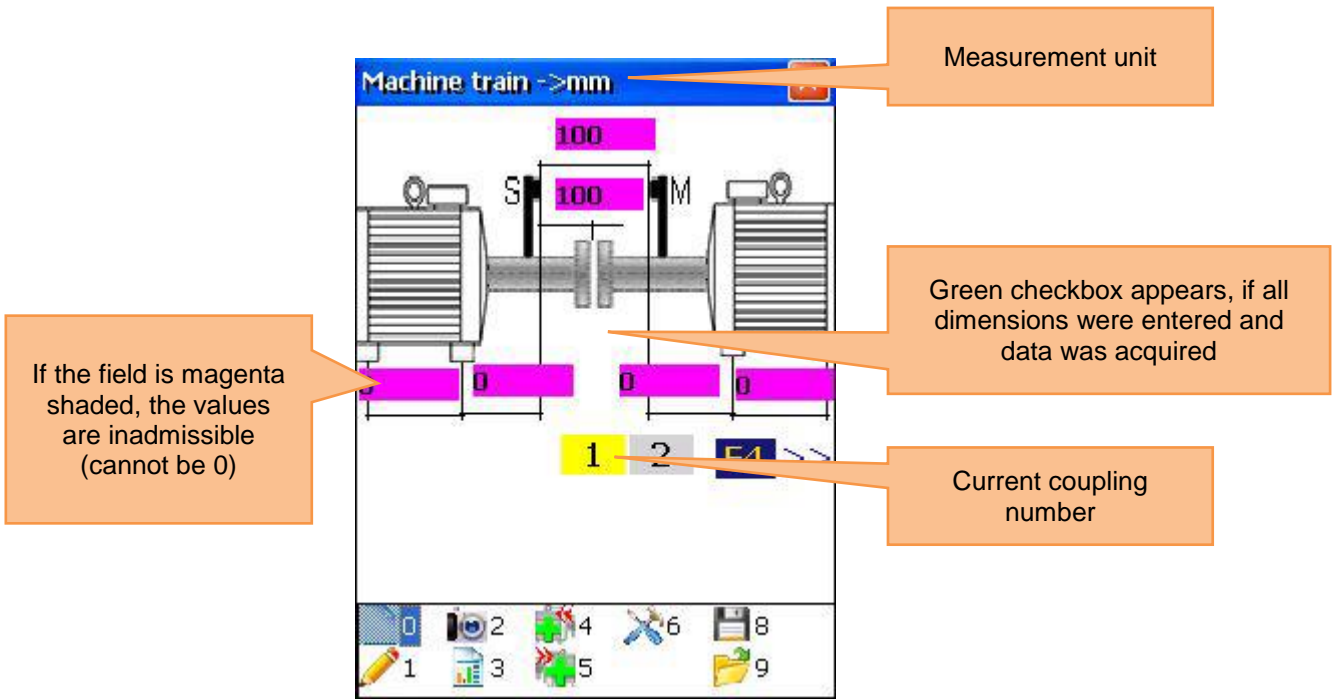 Measurement unit
Machine train ->mm
100
S
100
M
Green checkbox appears, if all
dimensions were entered and
data was acquired
If the field is magenta
shaded, the values
are inadmissible
(cannot be 0)
0
0
0
0
1
2
F4
>>
Current coupling
number
0
2
4
6
8
1
3
5
9